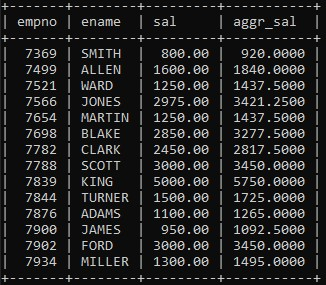 +-------+--------+---------+-----------+
| empno | ename  | sal     | aggr_sal  |
+-------+--------+---------+-----------+
|  7369 | SMITH  |  800.00 |  920.0000 |
|  7499 | ALLEN  | 1600.00 | 1840.0000 |
|  7521 | WARD   | 1250.00 | 1437.5000 |
|  7566 | JONES  | 2975.00 | 3421.2500 |
|  7654 | MARTIN | 1250.00 | 1437.5000 |
|  7698 | BLAKE  | 2850.00 | 3277.5000 |
|  7782 | CLARK  | 2450.00 | 2817.5000 |
|  7788 | SCOTT  | 3000.00 | 3450.0000 |
|  7839 | KING   | 5000.00 | 5750.0000 |
|  7844 | TURNER | 1500.00 | 1725.0000 |
|  7876 | ADAMS  | 1100.00 | 1265.0000 |
|  7900 | JAMES  |  950.00 | 1092.5000 |
|  7902 | FORD   | 3000.00 | 3450.0000 |
|  7934 | MILLER | 1300.00 | 1495.0000 |
+-------+--------+---------+-----------+